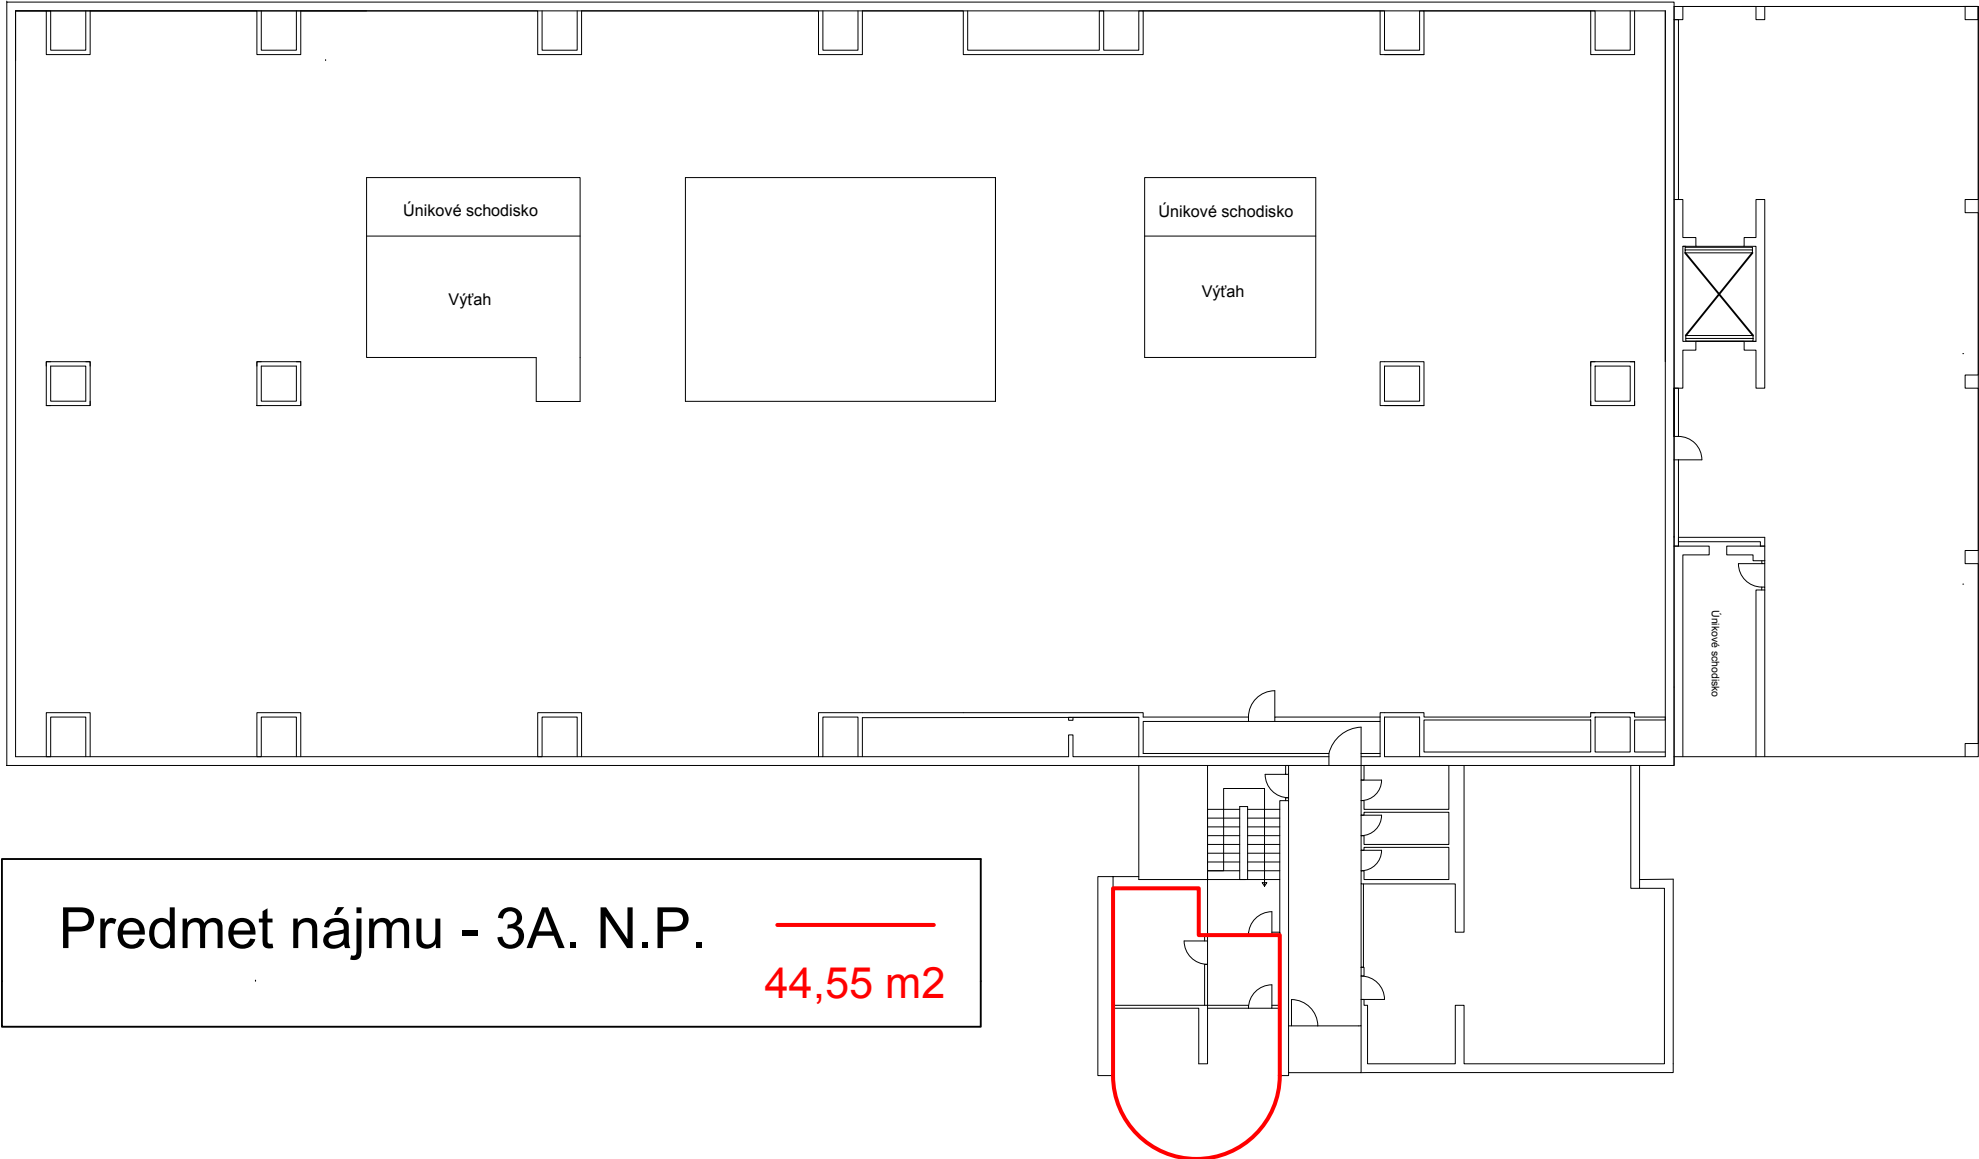 Únikové schodisko
Výťah
Únikové schodisko
Výťah
Únikové schodisko
Predmet nájmu - 3A. N.P.
44,55 m2